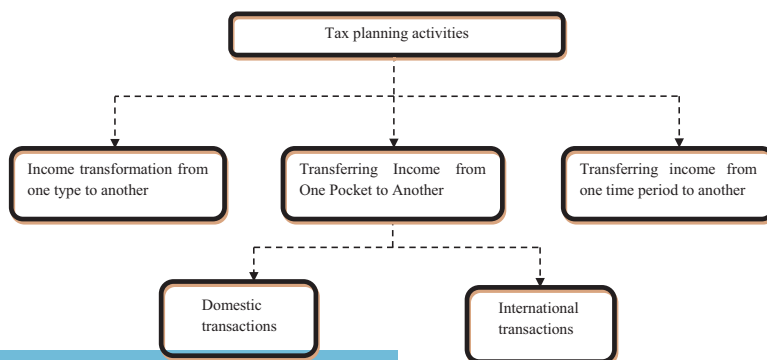 Tax planning activities
Income transformation from
one type to another
Transferring Income from
One Pocket to Another
Transferring income from
one time period to another
Domestic
transactions
International
transactions